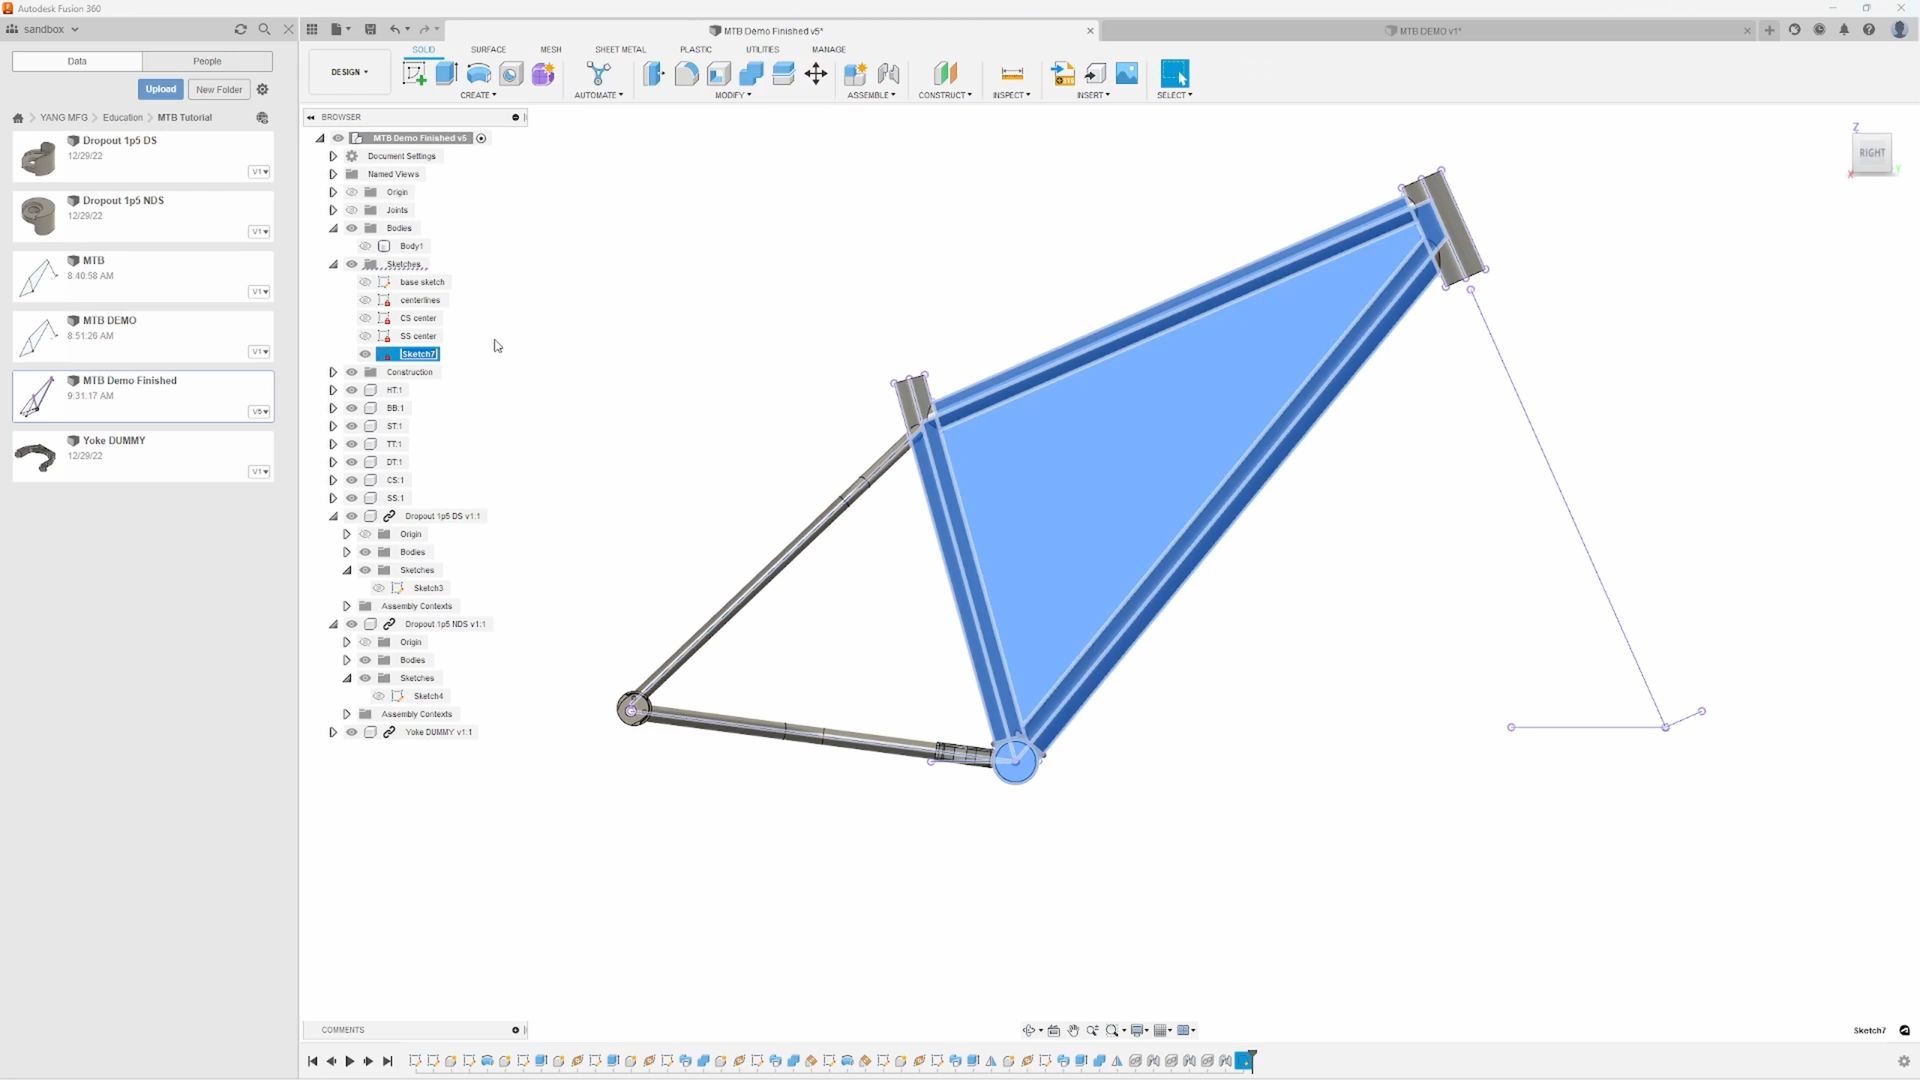 Autodesk Fusion 360
sandbox
MTB Demo Finished v5*
MTB DEMO v1*
Data
People
Upload
New Folder
YANG MFG
Education
MTB Tutorial
Dropout 1p5 DS
12/29/22
V1
Dropout 1p5 NDS
12/29/22
V1
MTB
8:40:58 AM
V1
MTB DEMO
8:51:26 AM
V1
MTB Demo Finished
9:31:17 AM
V5
Yoke DUMMY
12/29/22
V1
DESIGN
SOLID
SURFACE
MESH
SHEET METAL
PLASTIC
UTILITIES
MANAGE
CREATE
AUTOMATE
MODIFY
ASSEMBLE
CONSTRUCT
INSPECT
INSERT
SELECT
BROWSER
MTB Demo Finished v5
Document Settings
Named Views
Origin
Joints
Bodies
Body1
Sketches
base sketch
centerlines
CS center
SS center
Sketch7
Construction
HT:1
BB:1
ST:1
TT:1
DT:1
CS:1
SS:1
Dropout 1p5 DS v1:1
Origin
Bodies
Sketches
Sketch3
Assembly Contexts
Dropout 1p5 NDS v1:1
Origin
Bodies
Sketches
Sketch4
Assembly Contexts
Yoke DUMMY v1:1
Z
RIGHT
X
Y
COMMENTS
Sketch7